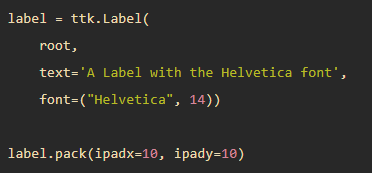 label = ttk.Label(
    root,
    text='A Label with the Helvetica font',
    font=("Helvetica", 14))

label.pack(ipadx=10, ipady=10)